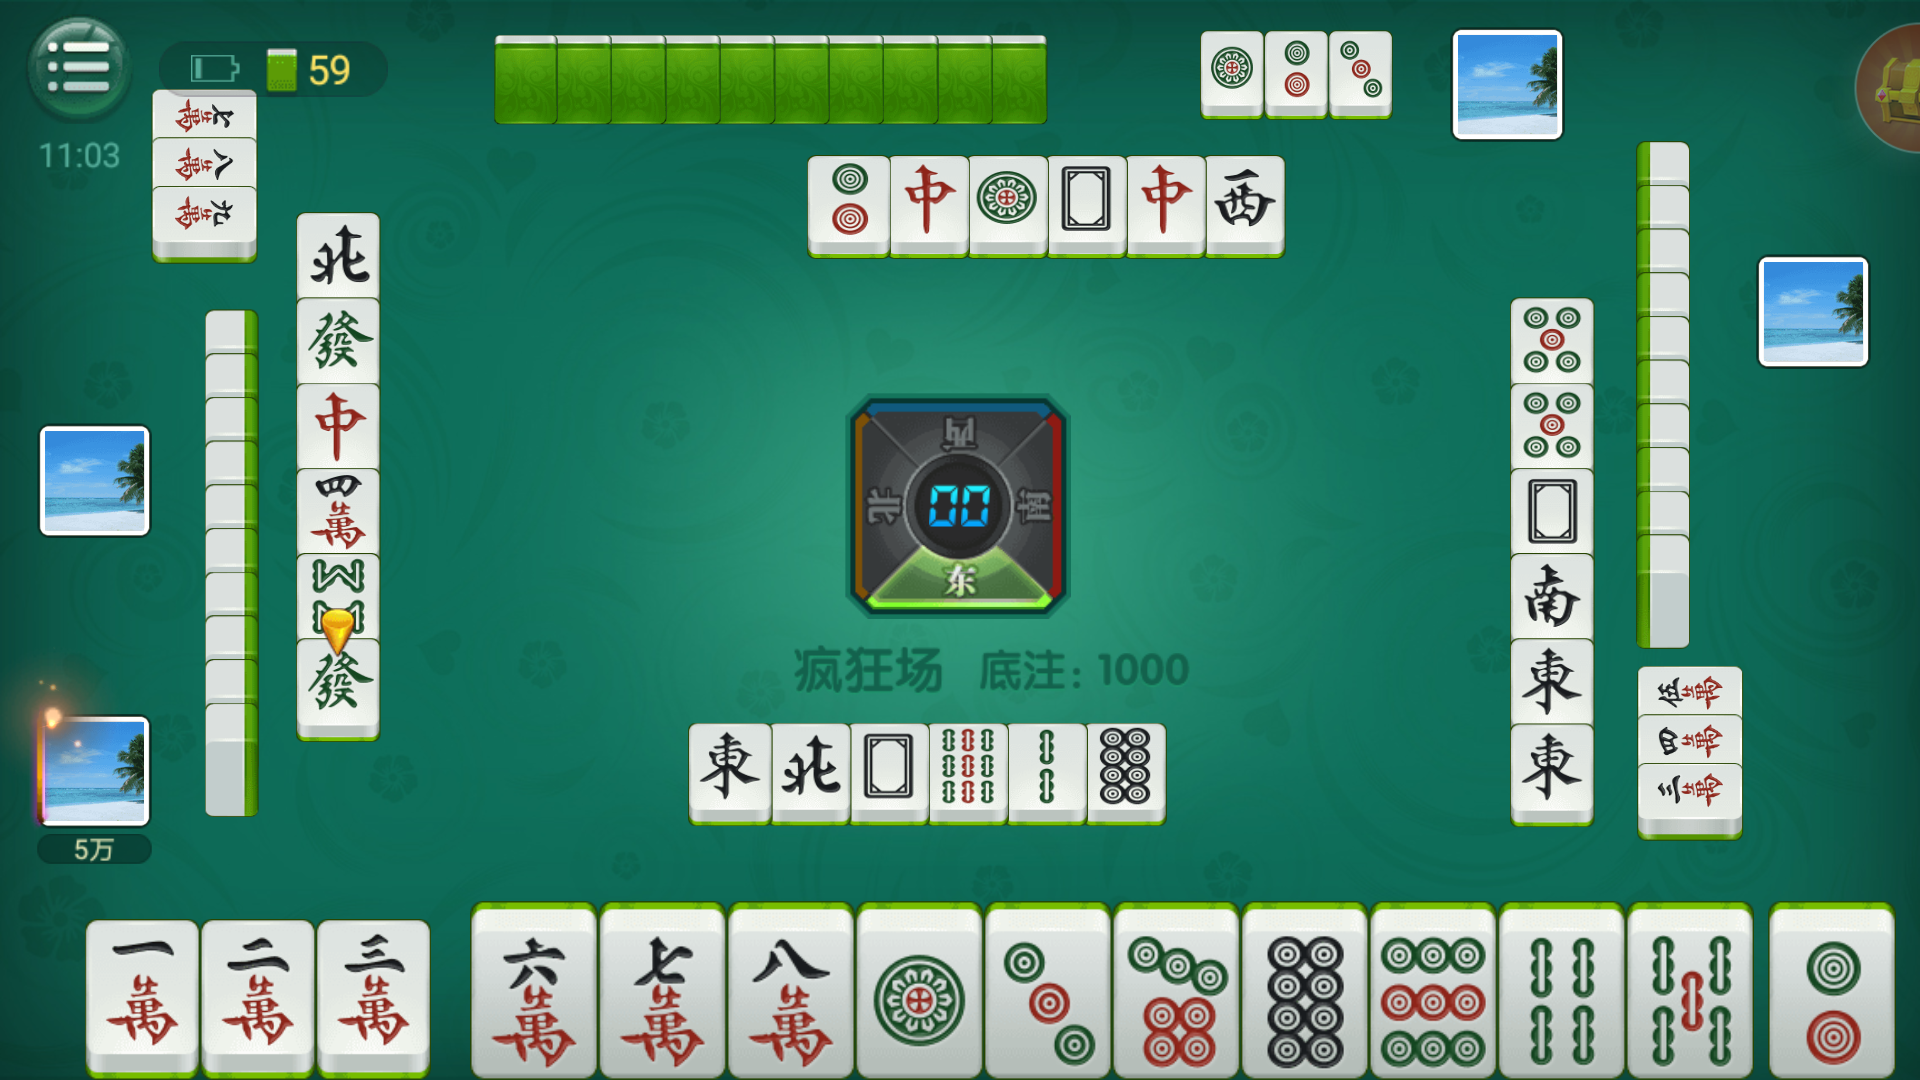 59
11:03
七萬
八萬
九萬
中
中
西
北
發
中
四萬
發
南
東
東
西
北
00
南
东
疯狂场 底注: 1000
東
北
伍萬
四萬
三萬
5万
一萬
二萬
三萬
六萬
七萬
八萬